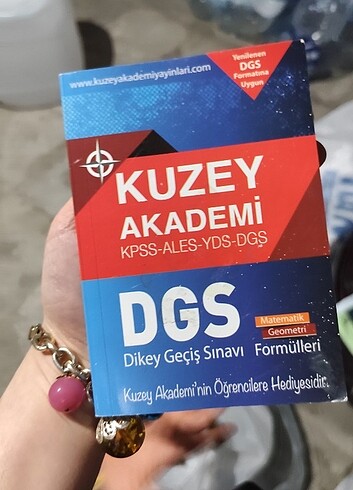 www.kuzeyakademiyayinlari.com
Yenilenen
DGS
Formatına
Uygun
KUZEY
AKADEMİ
KPSS-ALES-YDS-DGS
DGS
Matematik
Geometri
Dikey Geçiş Sınavı Formülleri
Kuzey Akademi'nin Öğrencilere Hediyesidir.